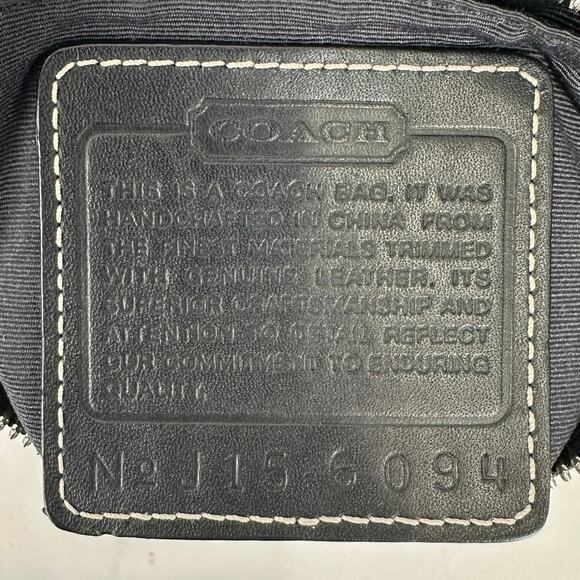 COACH
THIS IS A COACH BAG. IT WAS
HANDCRAFTED IN CHINA FROM
THE FINEST MATERIALS TRIMMED
WITH GENUINE LEATHER. ITS
SUPERIOR CRAFTSMANSHIP AND
ATTENTION TO DETAIL REFLECT
OUR COMMITMENT TO ENDURING
QUALITY.
No J15 6094